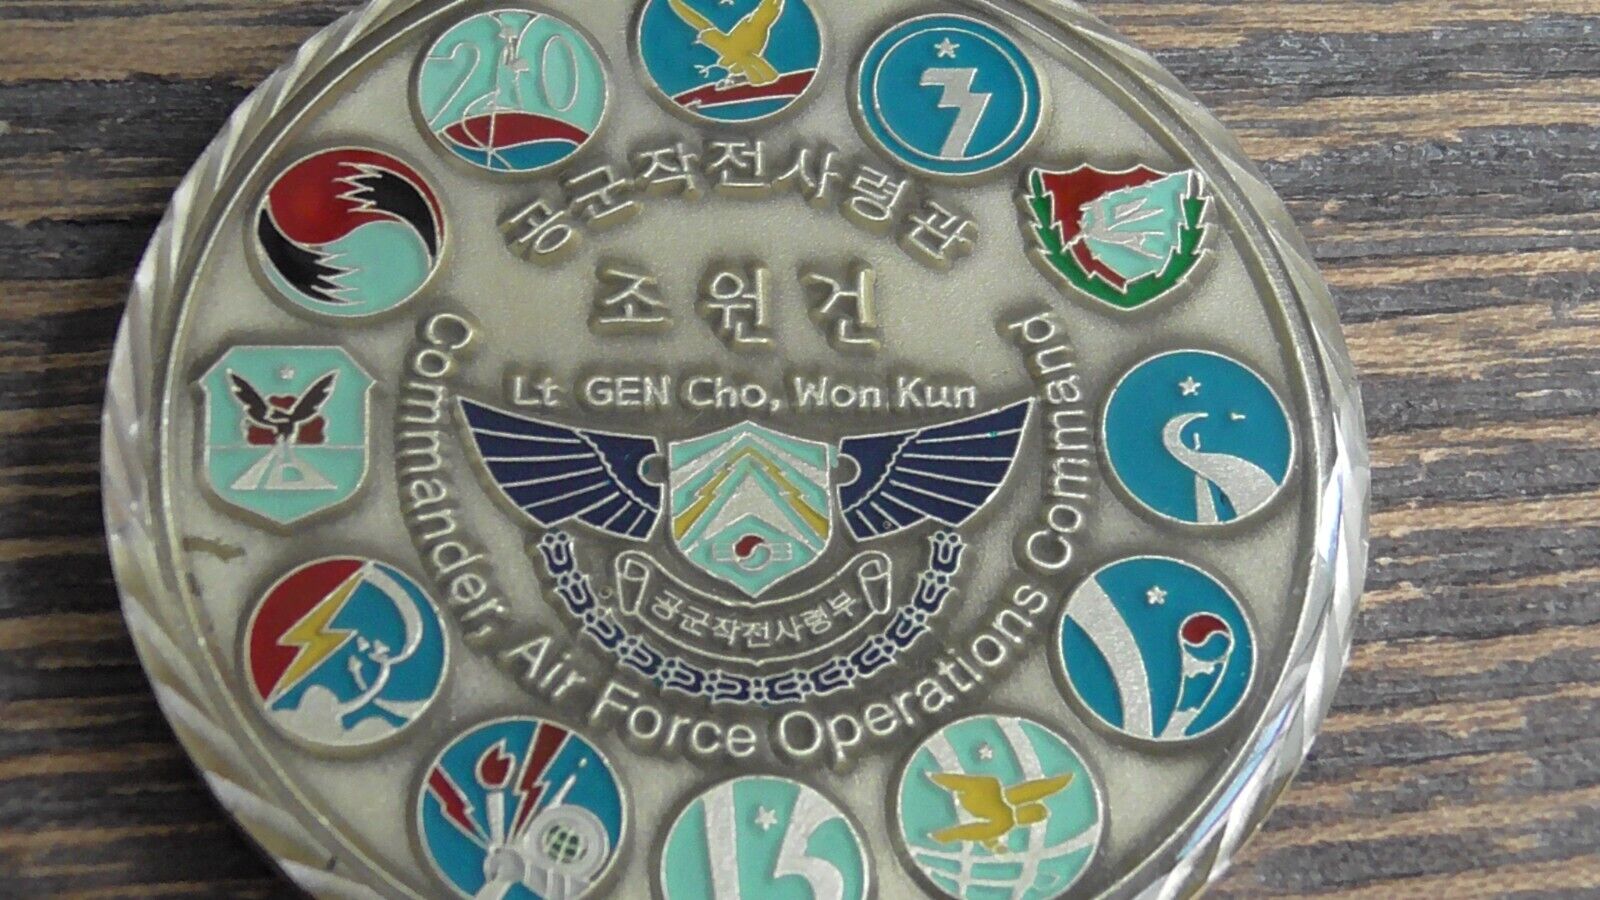 20
공군작전사령관
조원건
Lt GEN Cho, Won Kun
공군작전사령부
Commander, Air Force Operations Command